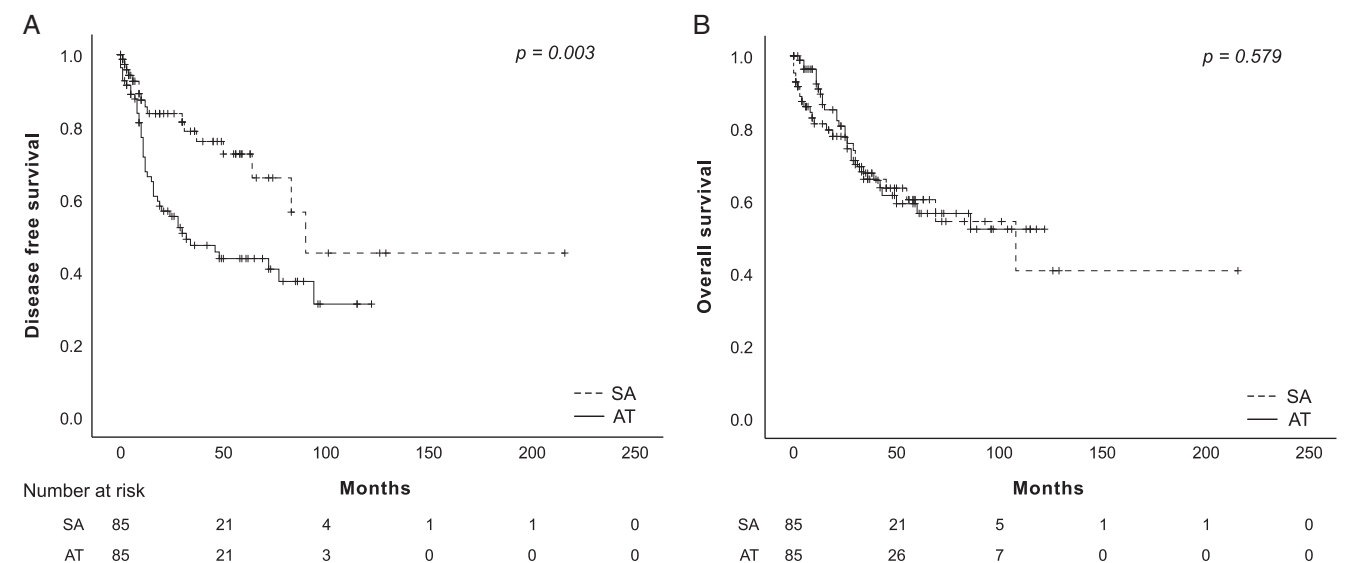 A
p = 0.003
Disease free survival
1.0
0.8
0.6
0.4
0.2
0.0
SA
AT
0 50 100 150 200 250
Months
Number at risk
SA 85 21 4 1 1 0
AT 85 21 3 0 0 0
B
p = 0.579
Overall survival
1.0
0.8
0.6
0.4
0.2
0.0
SA
AT
0 50 100 150 200 250
Months
SA 85 21 5 1 1 0
AT 85 26 7 0 0 0